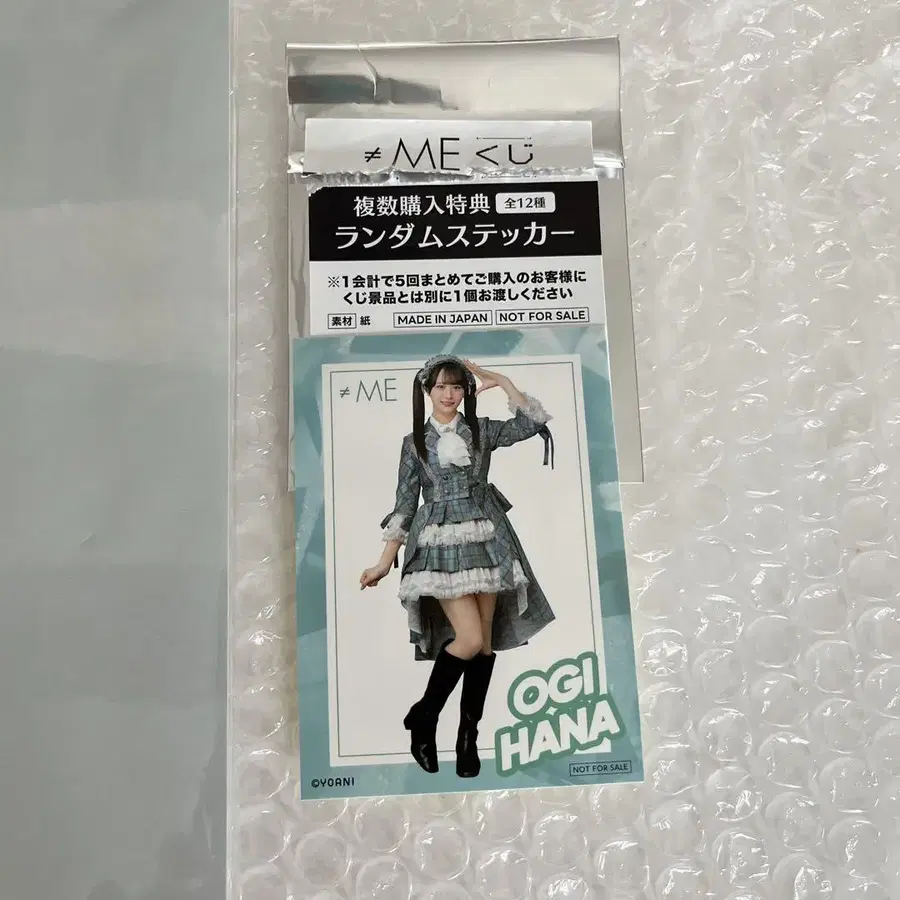 ≠ ME くじ
複数購入特典 全12種
ランダムステッカー
※1会計で5回まとめてご購入のお客様に
くじ景品とは別に1個お渡しください
素材 紙 MADE IN JAPAN NOT FOR SALE
≠ ME
OGI
HANA
NOT FOR SALE
©YOANI